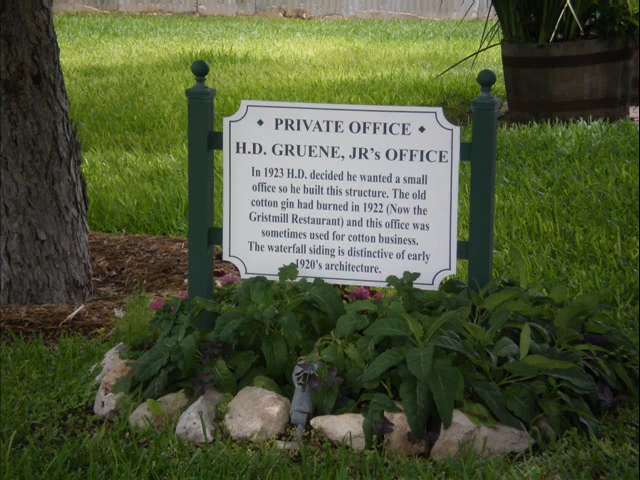 PRIVATE OFFICE
H.D. GRUENE, JR's OFFICE
In 1923 H.D. decided he wanted a small
office so he built this structure. The old
cotton gin had burned in 1922 (Now the
Gristmill Restaurant) and this office was
sometimes used for cotton business.
The waterfall siding is distinctive of early
1920's architecture.